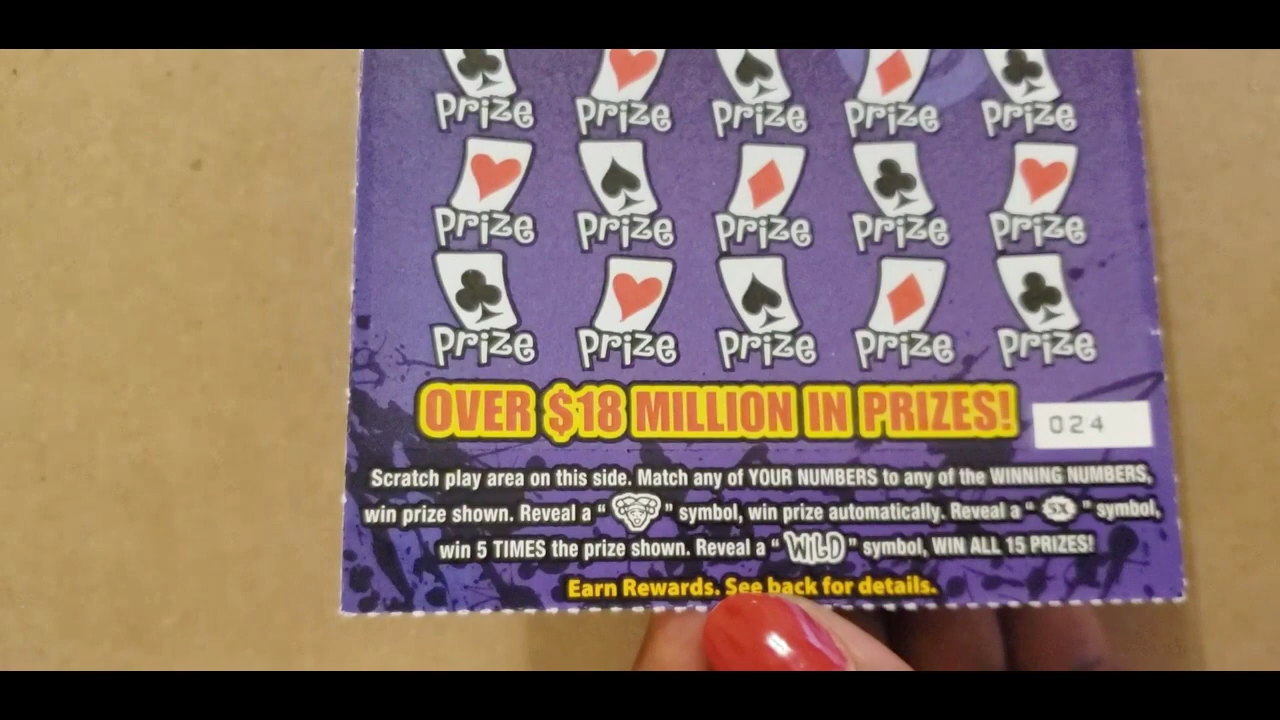 Prize Prize Prize Prize Prize
Prize Prize Prize Prize Prize
Prize Prize Prize Prize Prize
OVER $18 MILLION IN PRIZES! 024
Scratch play area on this side. Match any of YOUR NUMBERS to any of the WINNING NUMBERS,
win prize shown. Reveal a “ ” symbol, win prize automatically. Reveal a “ 5X ” symbol,
win 5 TIMES the prize shown. Reveal a “ WILD ” symbol, WIN ALL 15 PRIZES!
Earn Rewards. See back for details.